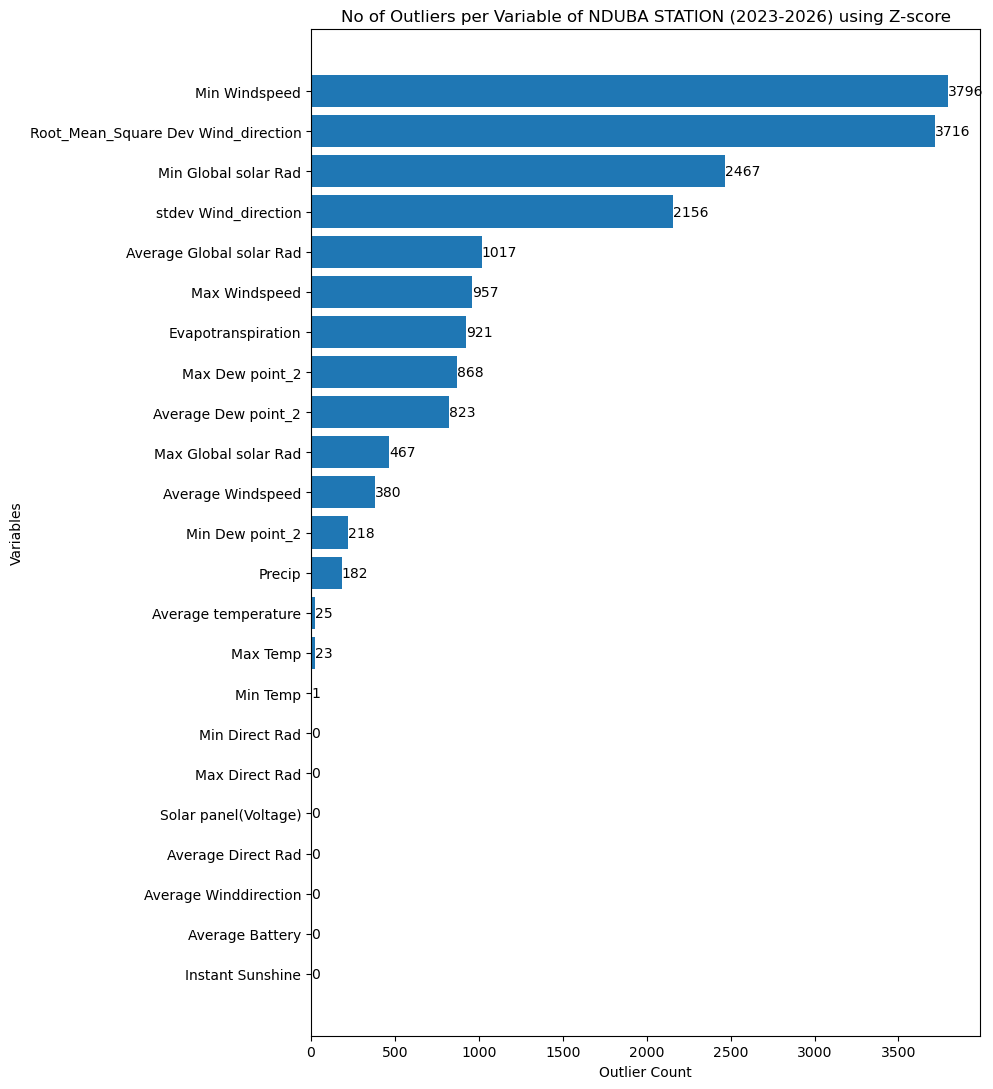 No of Outliers per Variable of NDUBA STATION (2023-2026) using Z-score
Min Windspeed 3796
Root_Mean_Square Dev Wind_direction 3716
Min Global solar Rad 2467
stdev Wind_direction 2156
Average Global solar Rad 1017
Max Windspeed 957
Evapotranspiration 921
Max Dew point_2 868
Average Dew point_2 823
Max Global solar Rad 467
Average Windspeed 380
Min Dew point_2 218
Variables
Precip 182
Average temperature 25
Max Temp 23
Min Temp 1
Min Direct Rad 0
Max Direct Rad 0
Solar panel(Voltage) 0
Average Direct Rad 0
Average Winddirection 0
Average Battery 0
Instant Sunshine 0
0 500 1000 1500 2000 2500 3000 3500
Outlier Count